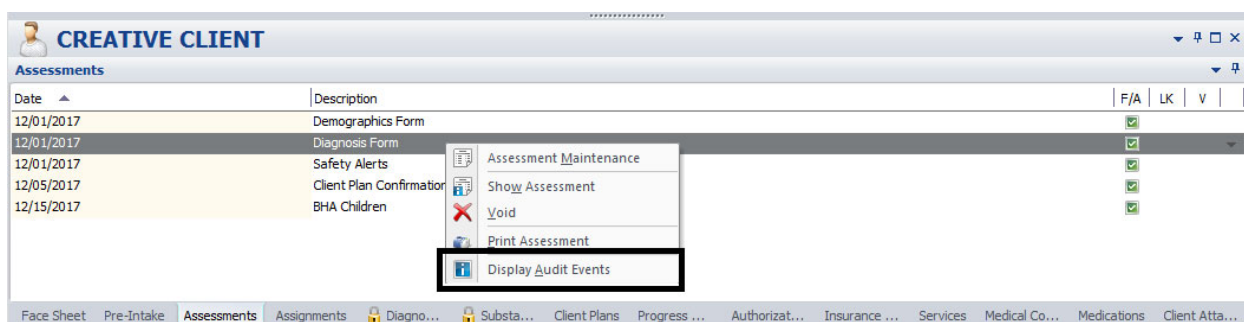 CREATIVE CLIENT
Assessments
Date Description F/A LK V
12/01/2017 Demographics Form
12/01/2017 Diagnosis Form
12/01/2017 Safety Alerts
12/05/2017 Client Plan Confirmation
12/15/2017 BHA Children
Assessment Maintenance
Show Assessment
Void
Print Assessment
Display Audit Events
Face Sheet Pre-Intake Assessments Assignments Diagno... Substa... Client Plans Progress ... Authorizat... Insurance ... Services Medical Co... Medications Client Atta...